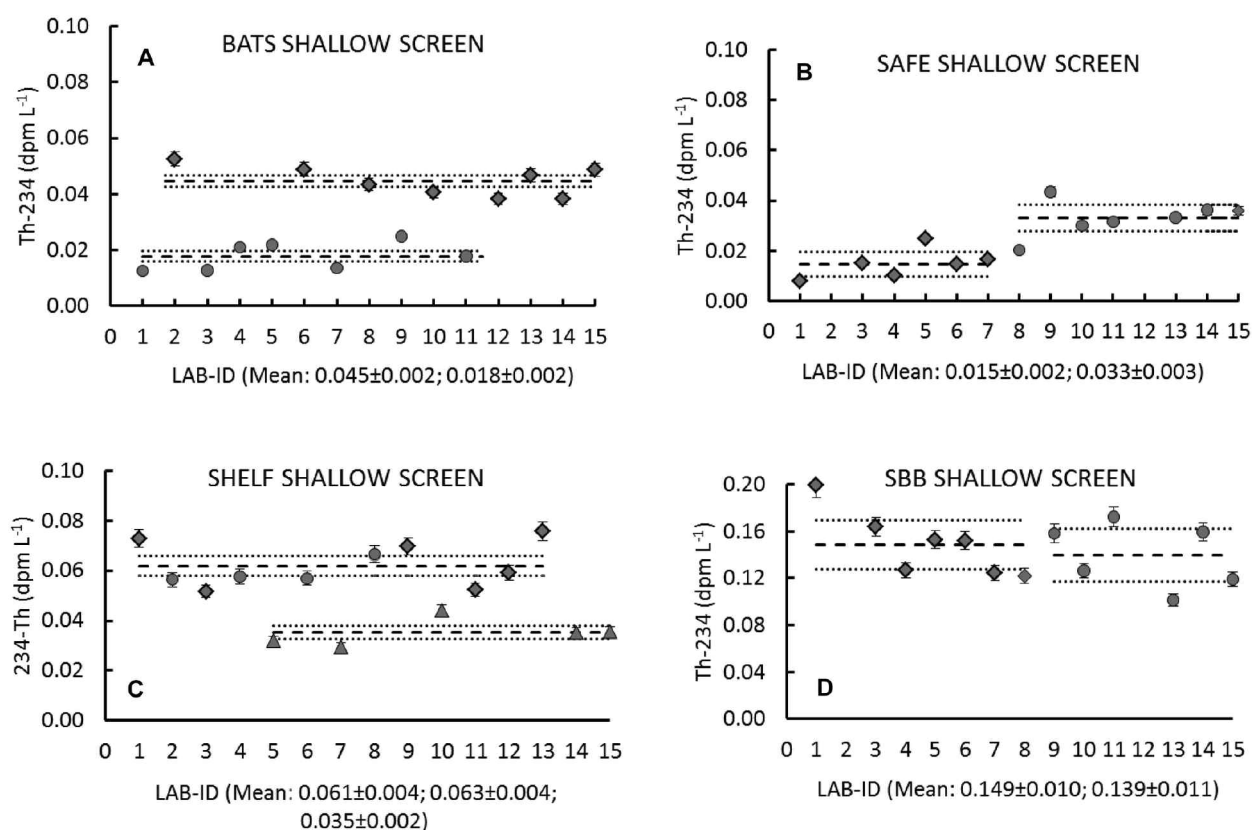 BATS SHALLOW SCREEN
A
Th-234 (dpm L-1)
0.10
0.08
0.06
0.04
0.02
0.00
0 1 2 3 4 5 6 7 8 9 10 11 12 13 14 15
LAB-ID (Mean: 0.045±0.002; 0.018±0.002)
SAFE SHALLOW SCREEN
B
Th-234 (dpm L-1)
0.10
0.08
0.06
0.04
0.02
0.00
0 1 3 4 5 6 7 8 9 10 11 13 14 15
LAB-ID (Mean: 0.015±0.002; 0.033±0.003)
SHELF SHALLOW SCREEN
C
234-Th (dpm L-1)
0.10
0.08
0.06
0.04
0.02
0.00
0 1 2 3 4 5 6 7 8 9 10 11 12 13 14 15
LAB-ID (Mean: 0.061±0.004; 0.063±0.004;
0.035±0.002)
SBB SHALLOW SCREEN
D
Th-234 (dpm L-1)
0.20
0.16
0.12
0.08
0.04
0.00
0 1 3 4 5 6 7 8 9 10 11 13 14 15
LAB-ID (Mean: 0.149±0.010; 0.139±0.011)